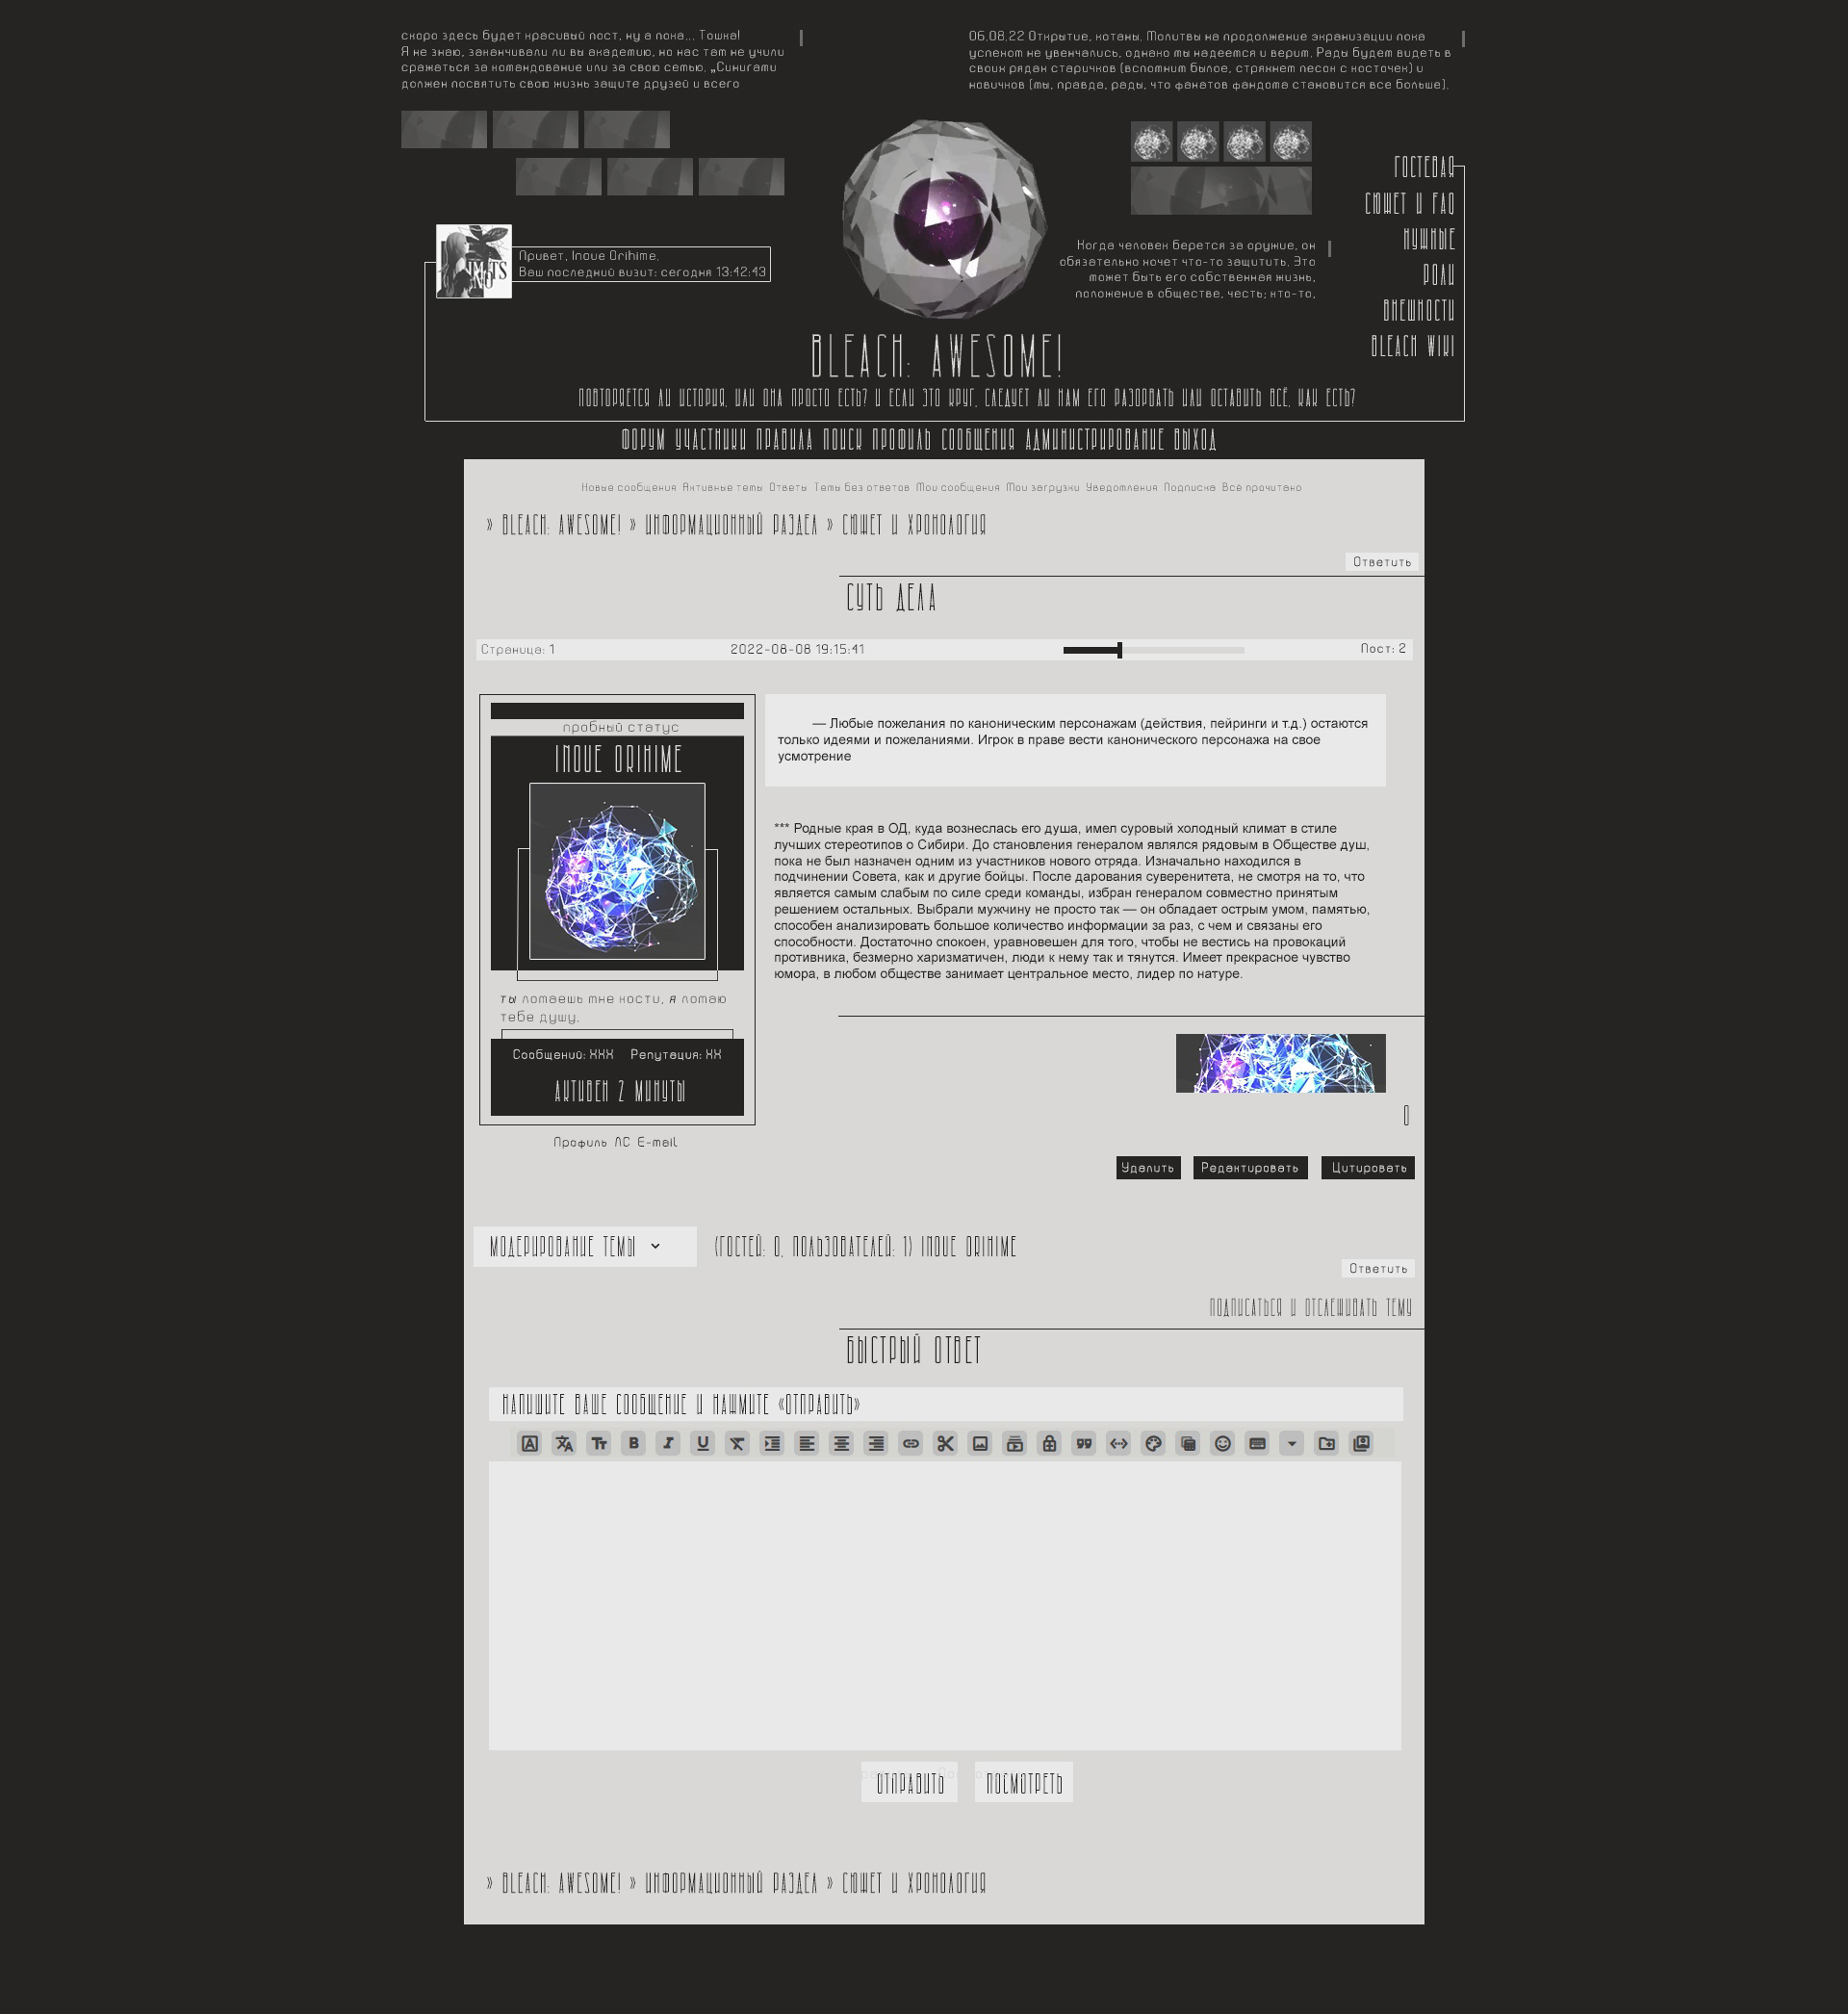 скоро здесь будет красивый пост, ну а пока... Тошка!
Я не знаю, заканчивали ли вы академию, но нас там не учили
сражаться за командование или за свою семью. „Синигами
должен посвятить свою жизнь защите друзей и всего
06.08.22 Открытие, котаны. Молитвы на продолжение экранизации пока
успехом не увенчались, однако мы надеемся и верим. Рады будем видеть в
своих рядах старичков (вспомним былое, стряхнем песок с косточек) и
новичков (мы, правда, рады, что фанатов фандома становится все больше).
Привет, Inoue Orihime.
Ваш последний визит: сегодня 13:42:43
Когда человек берется за оружие, он
обязательно хочет что-то защитить. Это
может быть его собственная жизнь,
положение в обществе, честь; кто-то,
ГОСТЕВАЯ
СЮЖЕТ И FAQ
НУЖНЫЕ
РОЛИ
ВНЕШНОСТИ
BLEACH WIKI
BLEACH: AWESOME!
ПОВТОРЯЕТСЯ ЛИ ИСТОРИЯ, ИЛИ ОНА ПРОСТО ЕСТЬ? И ЕСЛИ ЭТО КРУГ, СЛЕДУЕТ ЛИ НАМ ЕГО РАЗОРВАТЬ ИЛИ ОСТАВИТЬ ВСЁ, КАК ЕСТЬ?
ФОРУМ УЧАСТНИКИ ПРАВИЛА ПОИСК ПРОФИЛЬ СООБЩЕНИЯ АДМИНИСТРИРОВАНИЕ ВЫХОД
Новые сообщения Активные темы Ответы Темы без ответов Мои сообщения Мои загрузки Уведомления Подписка Всё прочитано
» BLEACH: AWESOME! » ИНФОРМАЦИОННЫЙ РАЗДЕЛ » СЮЖЕТ И ХРОНОЛОГИЯ
Ответить
СУТЬ ДЕЛА
Страница: 1 2022-08-08 19:15:41 Пост: 2
пробный статус
INOUE ORIHIME
ты ломаешь мне кости, я ломаю
тебе душу.
Сообщений: XXX Репутация: XX
АКТИВЕН 2 МИНУТЫ
Профиль ЛС E-mail
— Любые пожелания по каноническим персонажам (действия, пейринги и т.д.) остаются
только идеями и пожеланиями. Игрок в праве вести канонического персонажа на свое
усмотрение
*** Родные края в ОД, куда вознеслась его душа, имел суровый холодный климат в стиле
лучших стереотипов о Сибири. До становления генералом являлся рядовым в Обществе душ,
пока не был назначен одним из участников нового отряда. Изначально находился в
подчинении Совета, как и другие бойцы. После дарования суверенитета, не смотря на то, что
является самым слабым по силе среди команды, избран генералом совместно принятым
решением остальных. Выбрали мужчину не просто так — он обладает острым умом, памятью,
способен анализировать большое количество информации за раз, с чем и связаны его
способности. Достаточно спокоен, уравновешен для того, чтобы не вестись на провокаций
противника, безмерно харизматичен, люди к нему так и тянутся. Имеет прекрасное чувство
юмора, в любом обществе занимает центральное место, лидер по натуре.
0
Удалить Редактировать Цитировать
МОДЕРИРОВАНИЕ ТЕМЫ (ГОСТЕЙ: 0, ПОЛЬЗОВАТЕЛЕЙ: 1) INOUE ORIHIME
Ответить
ПОДПИСАТЬСЯ И ОТСЛЕЖИВАТЬ ТЕМУ
БЫСТРЫЙ ОТВЕТ
НАПИШИТЕ ВАШЕ СООБЩЕНИЕ И НАЖМИТЕ «ОТПРАВИТЬ»
ОТПРАВИТЬ ПОСМОТРЕТЬ
» BLEACH: AWESOME! » ИНФОРМАЦИОННЫЙ РАЗДЕЛ » СЮЖЕТ И ХРОНОЛОГИЯ